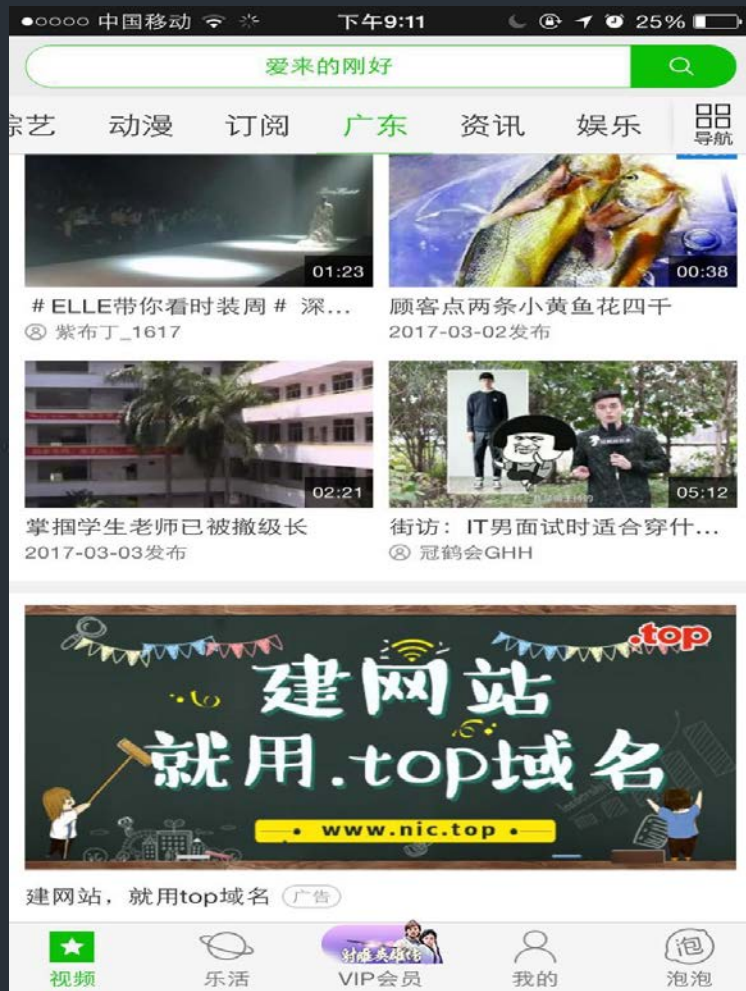 中国移动 下午9:11 25%
爱来的刚好
综艺 动漫 订阅 广东 资讯 娱乐 导航
01:23 00:38
#ELLE带你看时装周# 深... 顾客点两条小黄鱼花四千
紫布丁_1617 2017-03-02发布
02:21 05:12
掌掴学生老师已被撤级长 街访:IT男面试时适合穿什...
2017-03-03发布 冠鹤会GHH
.top
建网站
就用.top域名
www.nic.top
建网站,就用top域名 广告
射雕英雄传
视频 乐活 VIP会员 我的 泡泡
泡